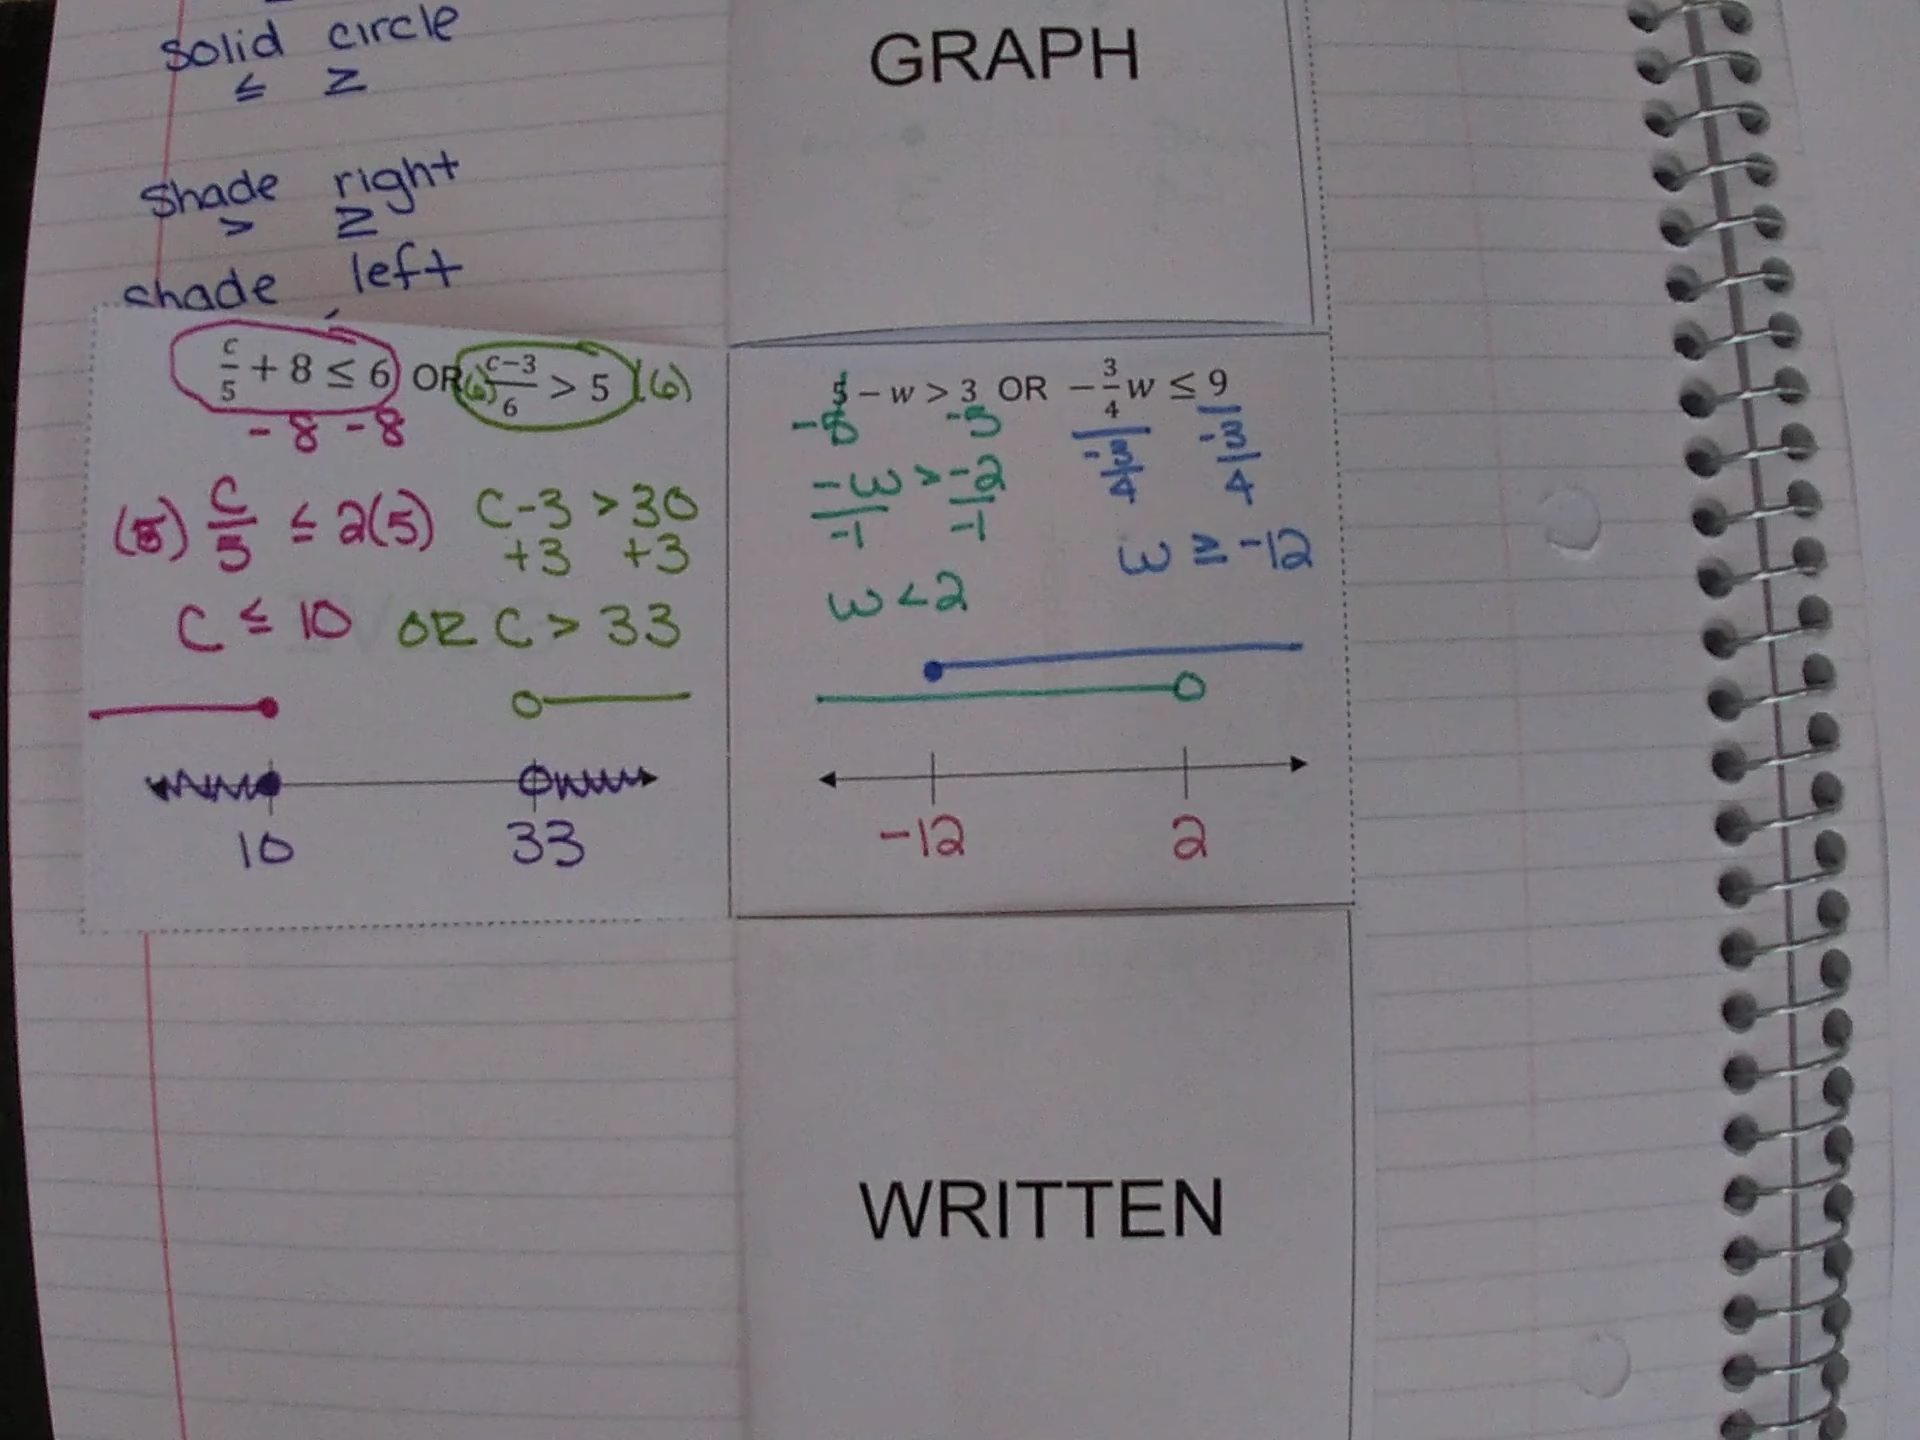 solid circle
≤ ≥
shade right
> ≥
shade left
GRAPH
c/5 + 8 ≤ 6 OR (6) c-3/6 > 5 (6)
-8 -8
(5) c/5 ≤ 2(5)
c ≤ 10
c-3 > 30
+3 +3
OR c > 33
10 33
5 - w > 3 OR -3/4 w ≤ 9
-5
-w > -2
-1 -1
w < 2
-3/4 -3/4
w ≥ -12
-12 2
WRITTEN